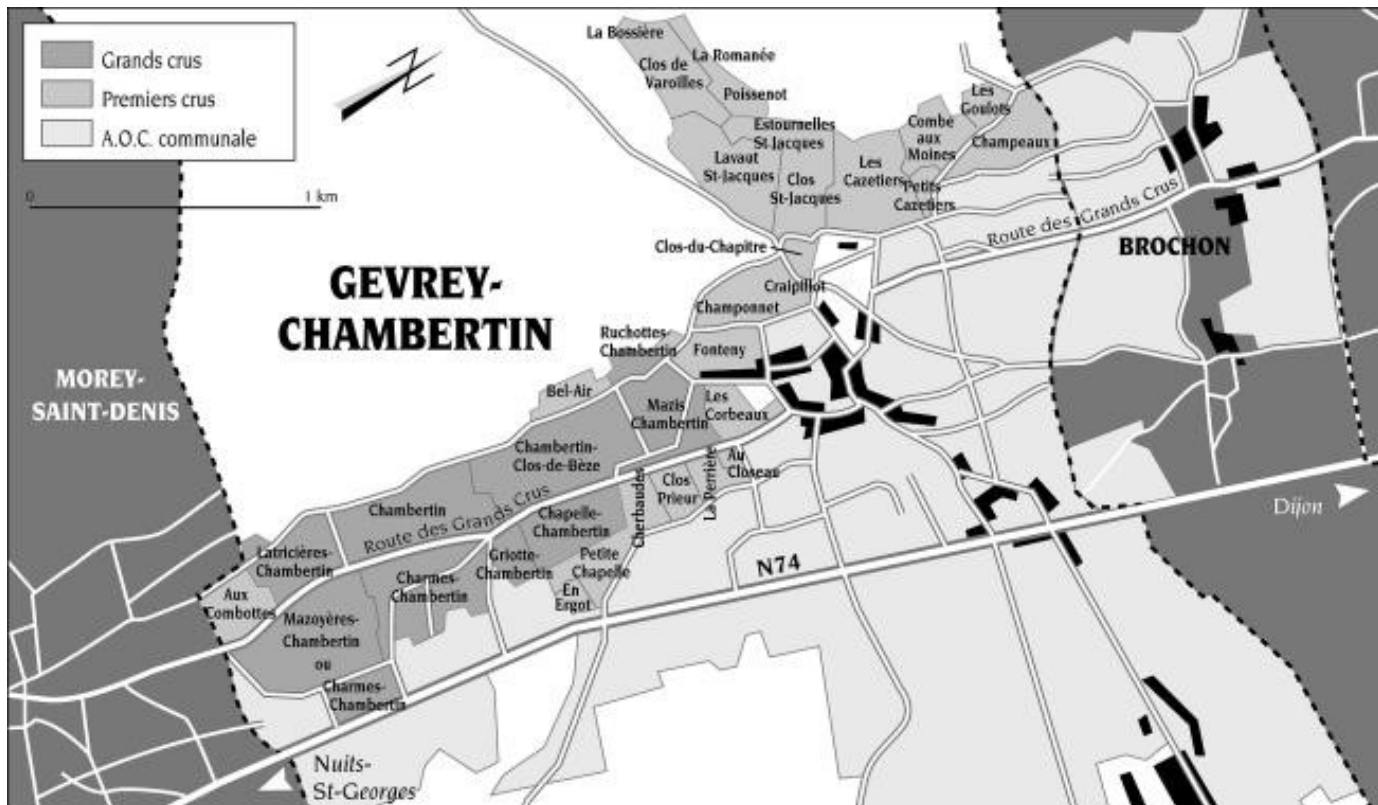 Grands crus
Premiers crus
A.O.C. communale
0
1 km
GEVREY-
CHAMBERTIN
MOREY-
SAINT-DENIS
BROCHON
La Bossière
La Romanée
Clos de
Varoilles
Poissenot
Estournelles
St-Jacques
Lavaut
St-Jacques
Clos
St-Jacques
Les
Cazetiers
Petits
Cazetiers
Combe
aux
Moines
Les
Goulots
Champeaux
Route des Grands Crus
Clos-du-Chapitre
Craipillot
Champonnet
Ruchottes-
Chambertin
Fonteny
Bel-Air
Mazis
Chambertin
Les
Corbeaux
Chambertin-
Clos-de-Bèze
Cherbaudes
Clos
Prieur
La Perrière
Au
Closeau
Chambertin
Route des Grands Crus
Chapelle-
Chambertin
Latricières-
Chambertin
Charmes-
Chambertin
Griotte-
Chambertin
Petite
Chapelle
En
Ergot
Aux
Combottes
Mazoyères-
Chambertin
ou
Charmes-
Chambertin
N74
Dijon
Nuits-
St-Georges